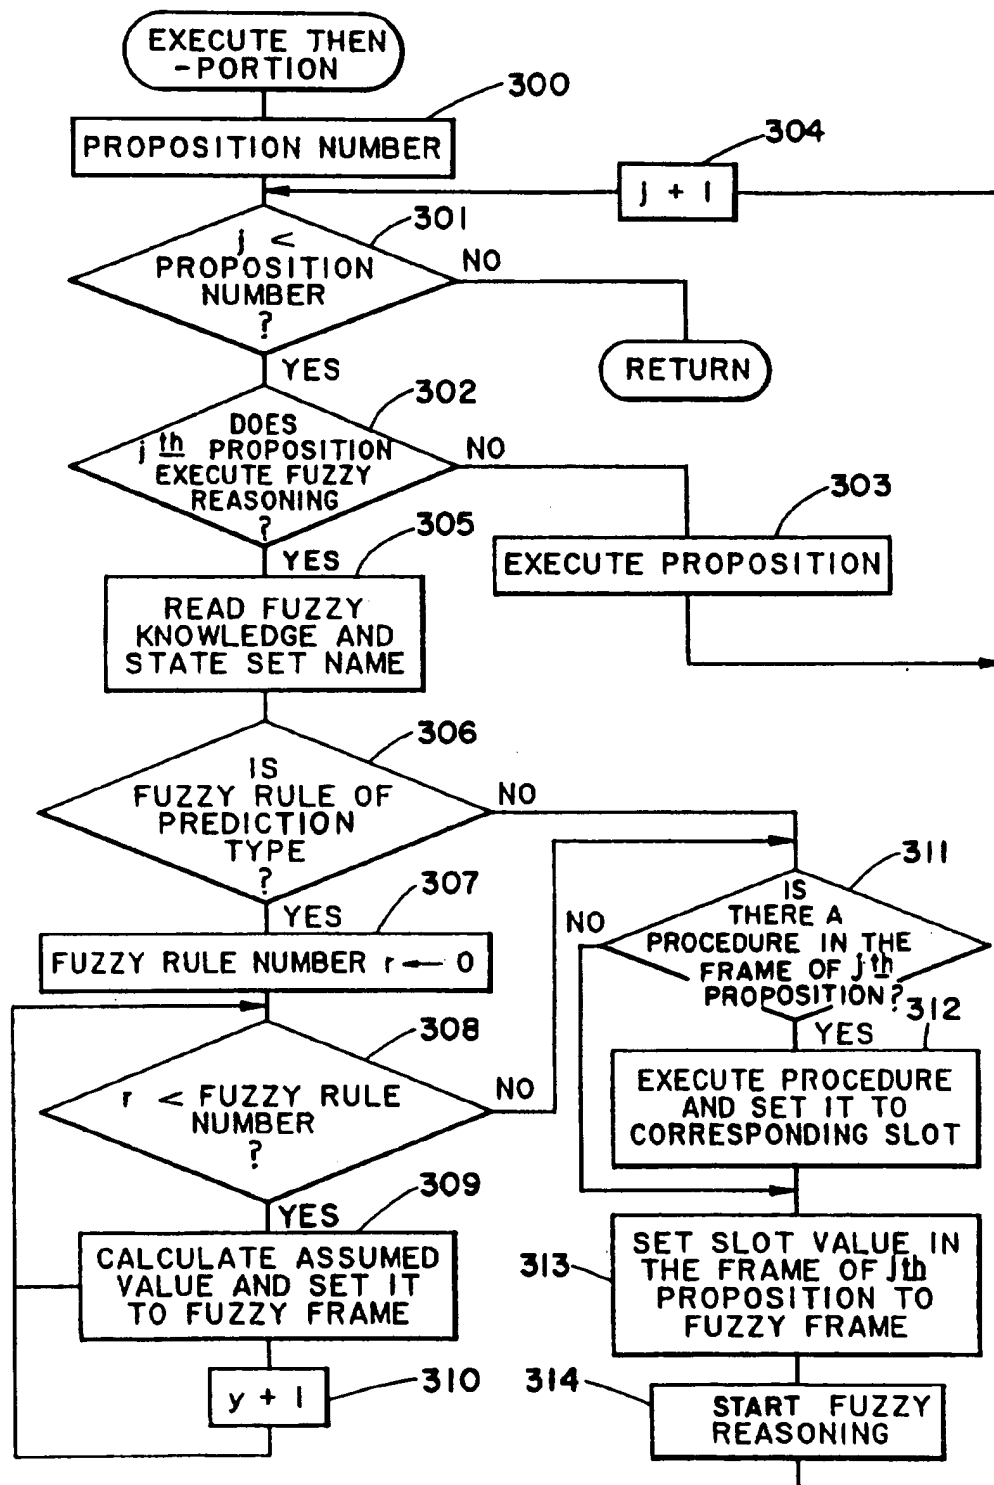 EXECUTE THEN
-PORTION
300
PROPOSITION NUMBER
304
j + 1
301
j <
PROPOSITION
NUMBER
?
NO
YES
RETURN
302
DOES
jth PROPOSITION
EXECUTE FUZZY
REASONING
?
NO
YES
303
EXECUTE PROPOSITION
305
READ FUZZY
KNOWLEDGE AND
STATE SET NAME
306
IS
FUZZY RULE OF
PREDICTION
TYPE
?
NO
YES
307
FUZZY RULE NUMBER r ← 0
308
r < FUZZY RULE
NUMBER
?
NO
YES
309
CALCULATE ASSUMED
VALUE AND SET IT
TO FUZZY FRAME
310
y + 1
311
IS
THERE A
PROCEDURE IN THE
FRAME OF jth
PROPOSITION?
NO
YES
312
EXECUTE PROCEDURE
AND SET IT TO
CORRESPONDING SLOT
313
SET SLOT VALUE IN
THE FRAME OF jth
PROPOSITION TO
FUZZY FRAME
314
START FUZZY
REASONING